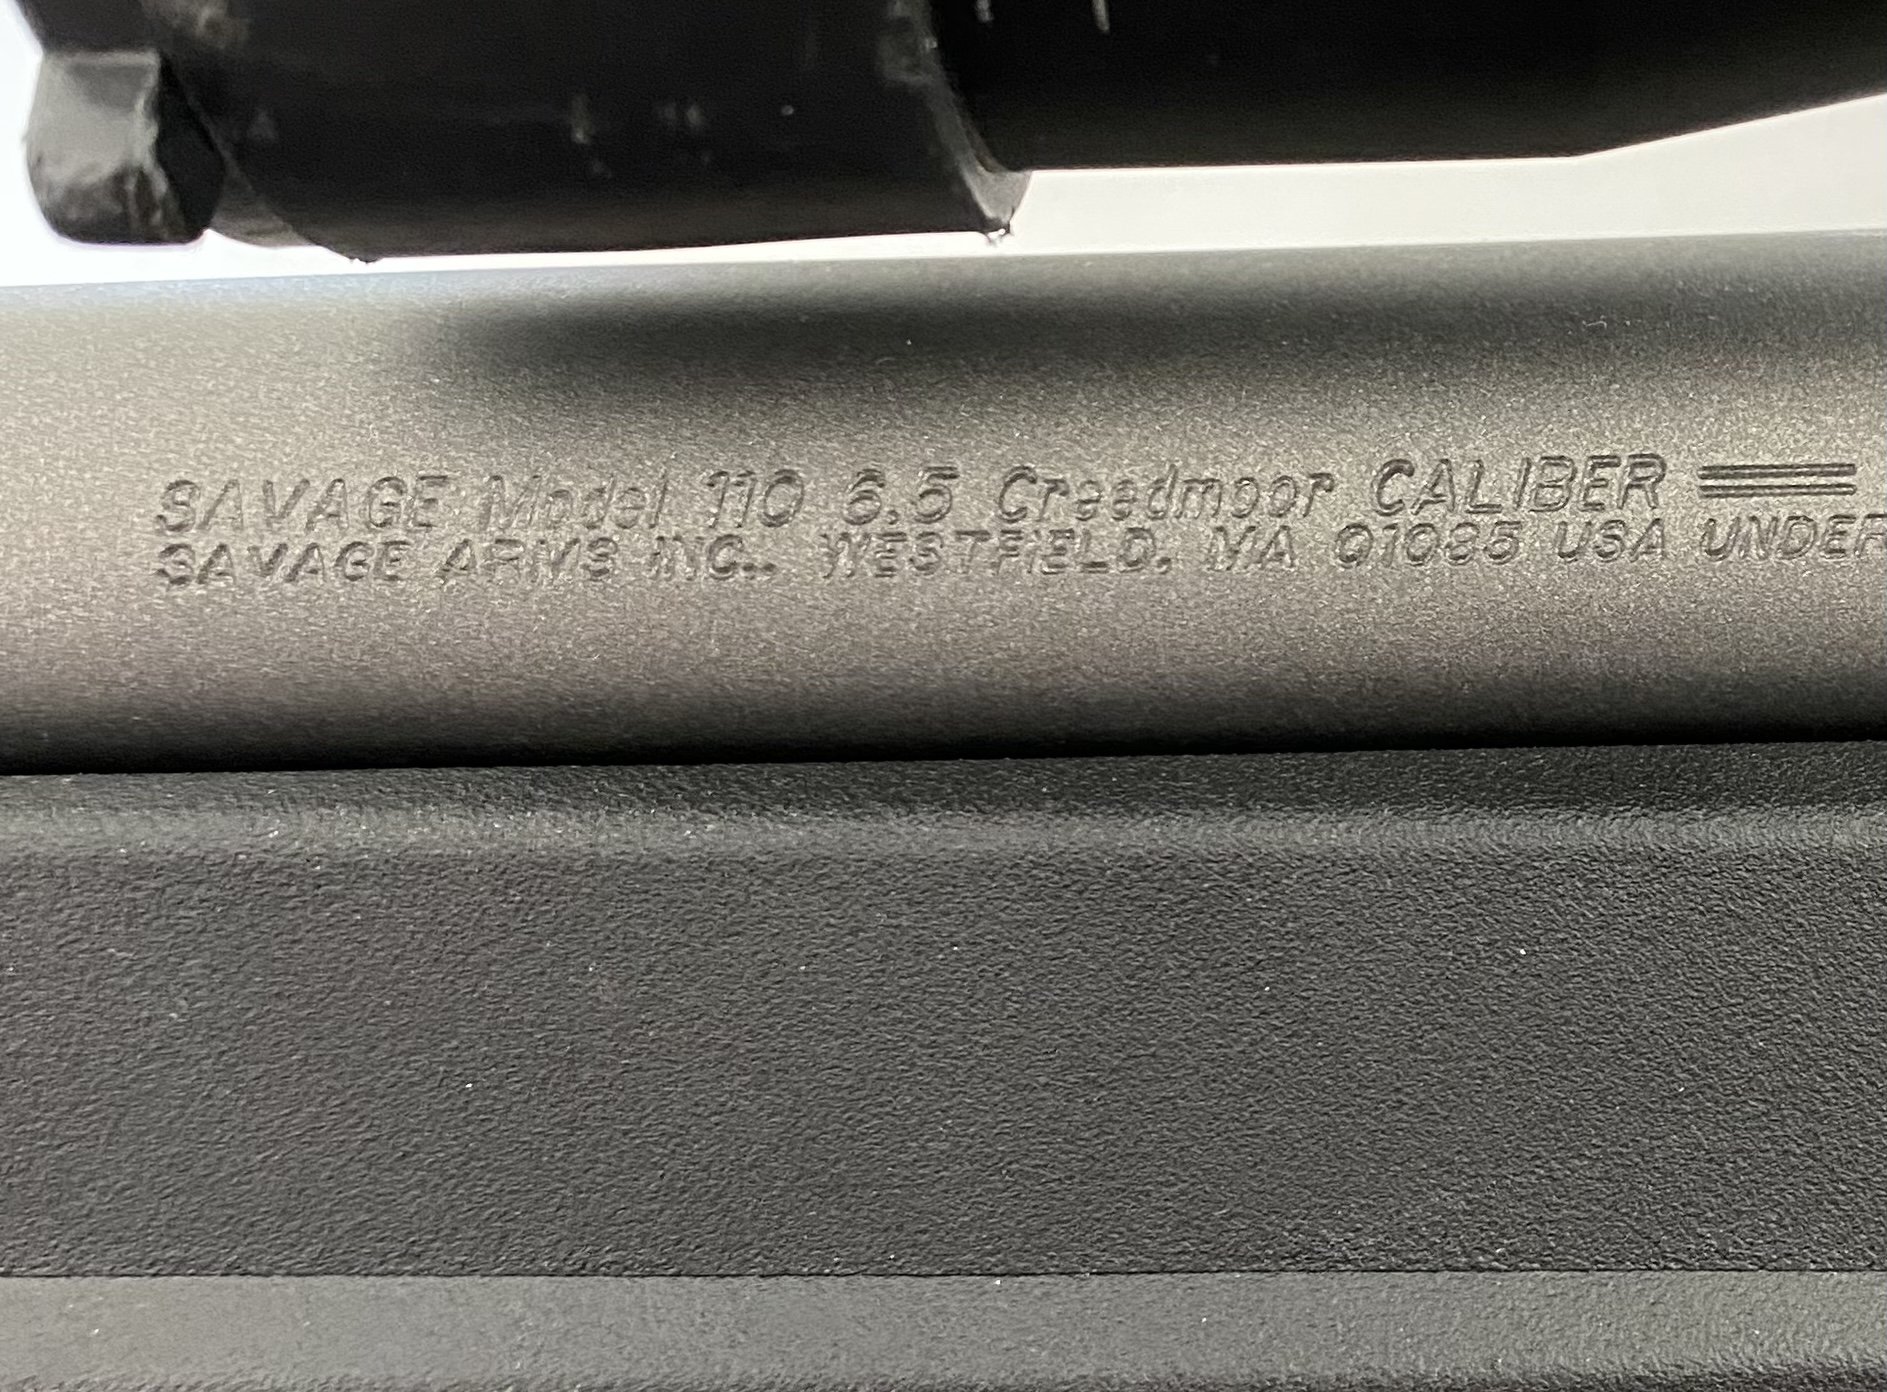 SAVAGE Model 110 6.5 Creedmoor CALIBER
SAVAGE ARMS INC., WESTFIELD, MA 01085 USA UNDER